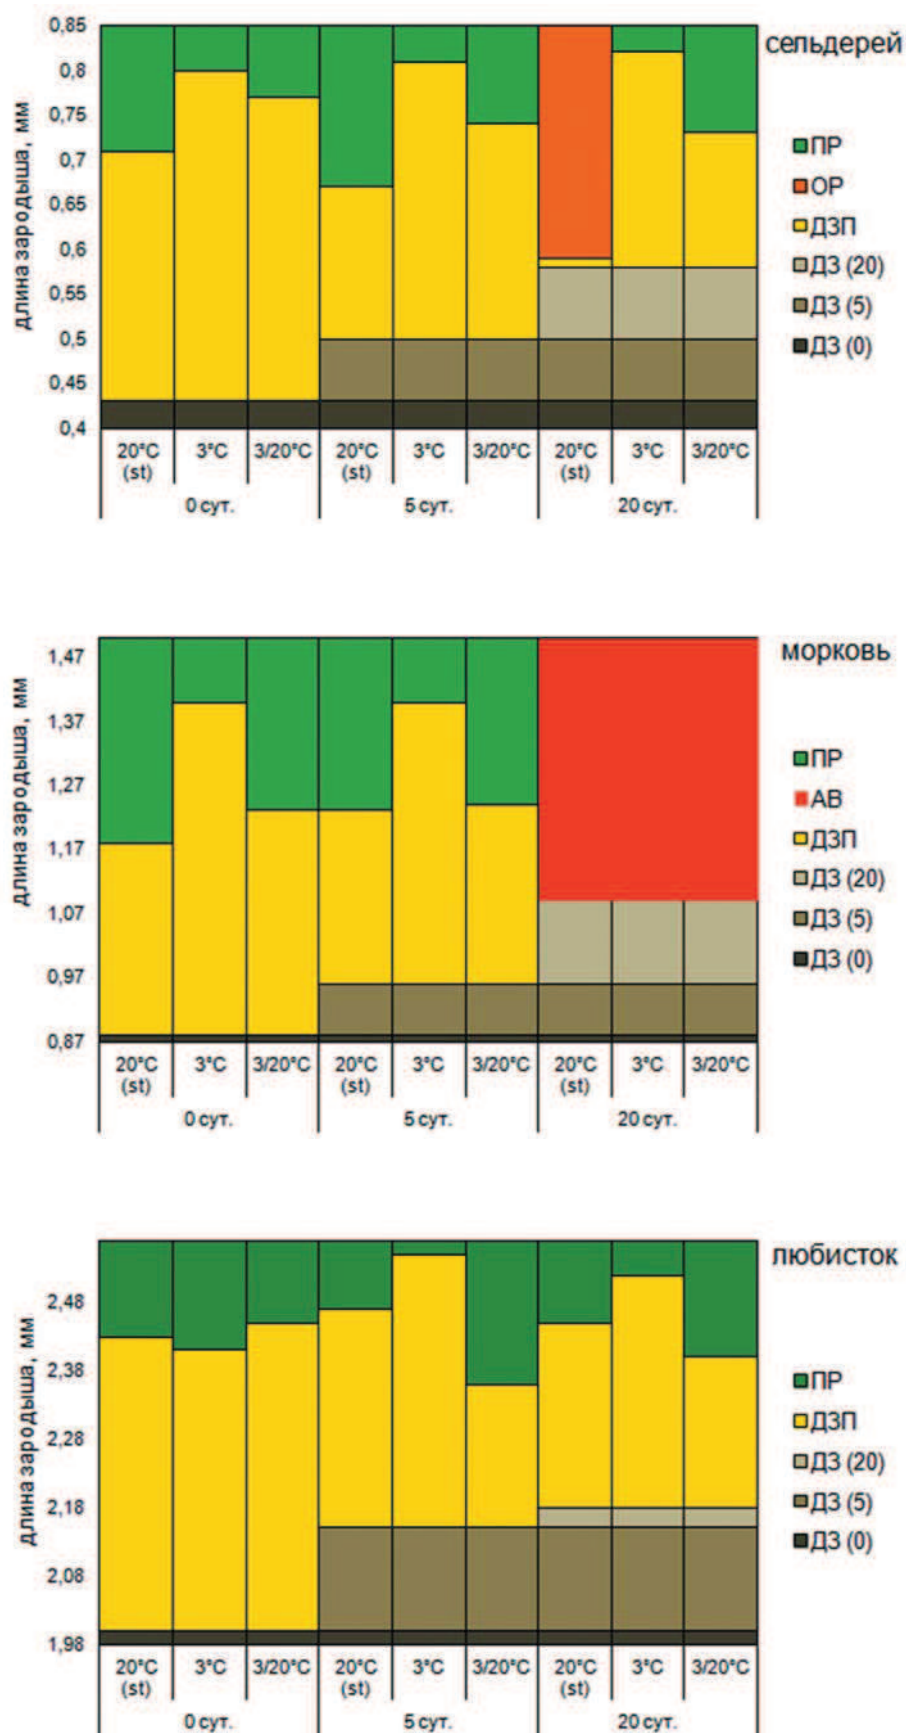 сельдерей
длина зародыша, мм
0,85
0,8
0,75
0,7
0,65
0,6
0,55
0,5
0,45
0,4
ПР
ОР
ДЗП
ДЗ (20)
ДЗ (5)
ДЗ (0)
20°C (st) 3°C 3/20°C 20°C (st) 3°C 3/20°C 20°C (st) 3°C 3/20°C
0 сут. 5 сут. 20 сут.
морковь
длина зародыша, мм
1,47
1,37
1,27
1,17
1,07
0,97
0,87
ПР
АВ
ДЗП
ДЗ (20)
ДЗ (5)
ДЗ (0)
20°C (st) 3°C 3/20°C 20°C (st) 3°C 3/20°C 20°C (st) 3°C 3/20°C
0 сут. 5 сут. 20 сут.
любисток
длина зародыша, мм
2,48
2,38
2,28
2,18
2,08
1,98
ПР
ДЗП
ДЗ (20)
ДЗ (5)
ДЗ (0)
20°C (st) 3°C 3/20°C 20°C (st) 3°C 3/20°C 20°C (st) 3°C 3/20°C
0 сут. 5 сут. 20 сут.